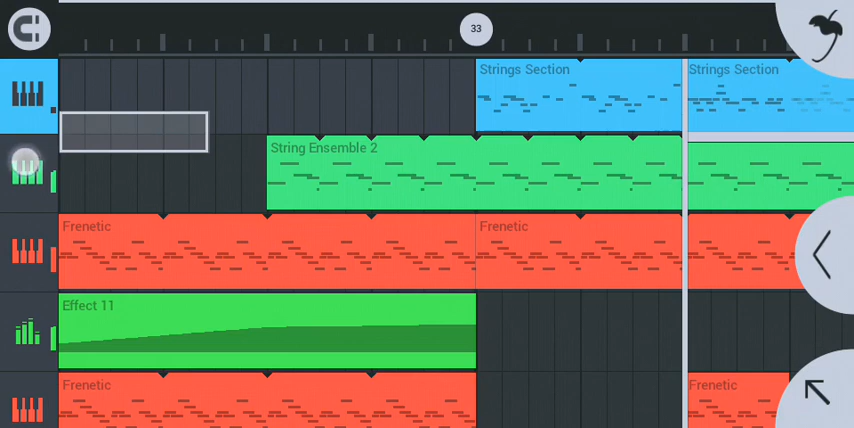 33
Strings Section
Strings Section
String Ensemble 2
Frenetic
Frenetic
Effect 11
Frenetic
Frenetic